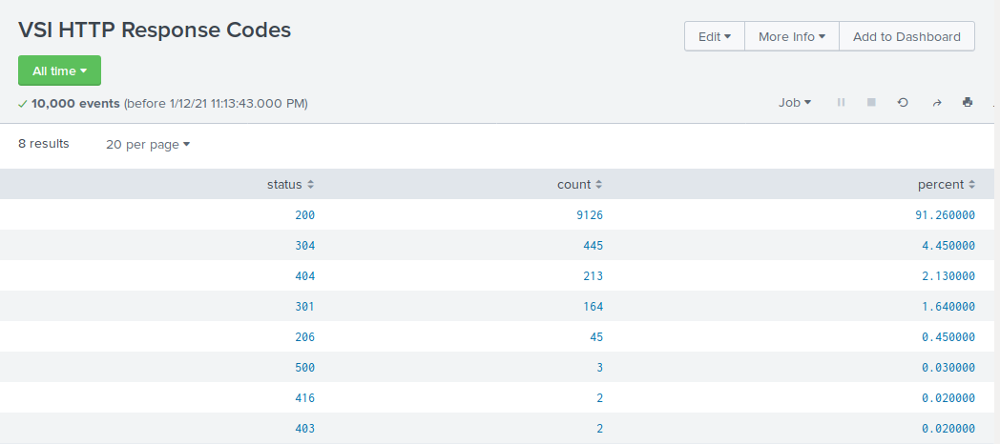 VSI HTTP Response Codes
Edit More Info Add to Dashboard
All time
10,000 events (before 1/12/21 11:13:43.000 PM)
Job
8 results 20 per page
status count percent
200 9126 91.260000
304 445 4.450000
404 213 2.130000
301 164 1.640000
206 45 0.450000
500 3 0.030000
416 2 0.020000
403 2 0.020000